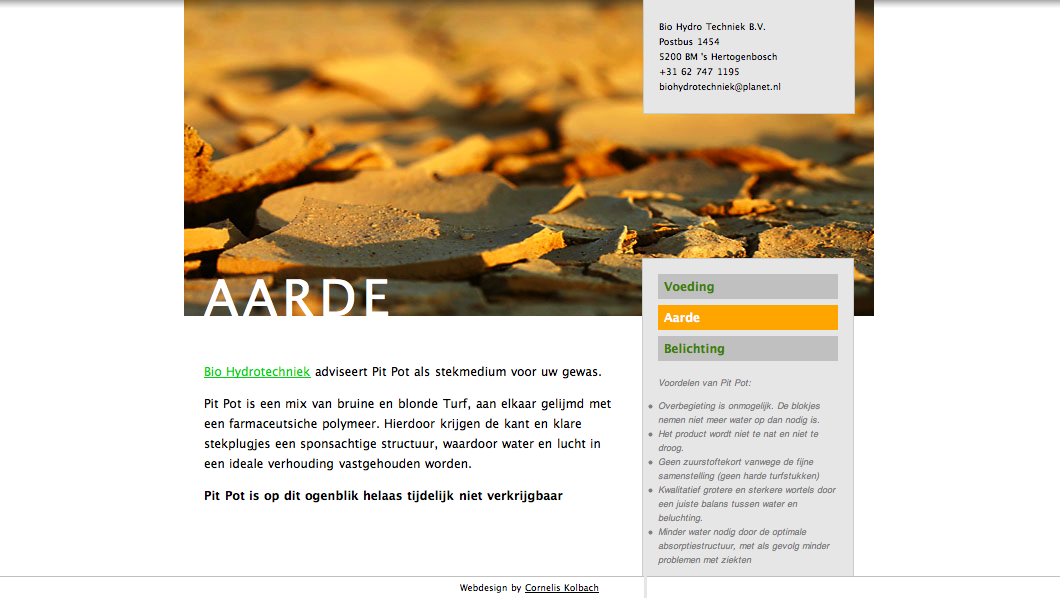 Bio Hydro Techniek B.V.
Postbus 1454
5200 BM 's Hertogenbosch
+31 62 747 1195
biohydrotechniek@planet.nl
AARDE
Voeding
Aarde
Belichting
Bio Hydrotechniek adviseert Pit Pot als stekmedium voor uw gewas.
Pit Pot is een mix van bruine en blonde Turf, aan elkaar gelijmd met
een farmaceutsiche polymeer. Hierdoor krijgen de kant en klare
stekplugjes een sponsachtige structuur, waardoor water en lucht in
een ideale verhouding vastgehouden worden.
Pit Pot is op dit ogenblik helaas tijdelijk niet verkrijgbaar
Voordelen van Pit Pot:
Overbegieting is onmogelijk. De blokjes
nemen niet meer water op dan nodig is.
Het product wordt niet te nat en niet te
droog.
Geen zuurstoftekort vanwege de fijne
samenstelling (geen harde turfstukken)
Kwalitatief grotere en sterkere wortels door
een juiste balans tussen water en
beluchting.
Minder water nodig door de optimale
absorptiestructuur, met als gevolg minder
problemen met ziekten
Webdesign by Cornelis Kolbach